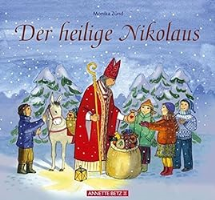 Monika Zünd
Der heilige Nikolaus
ANNETTE BETZ